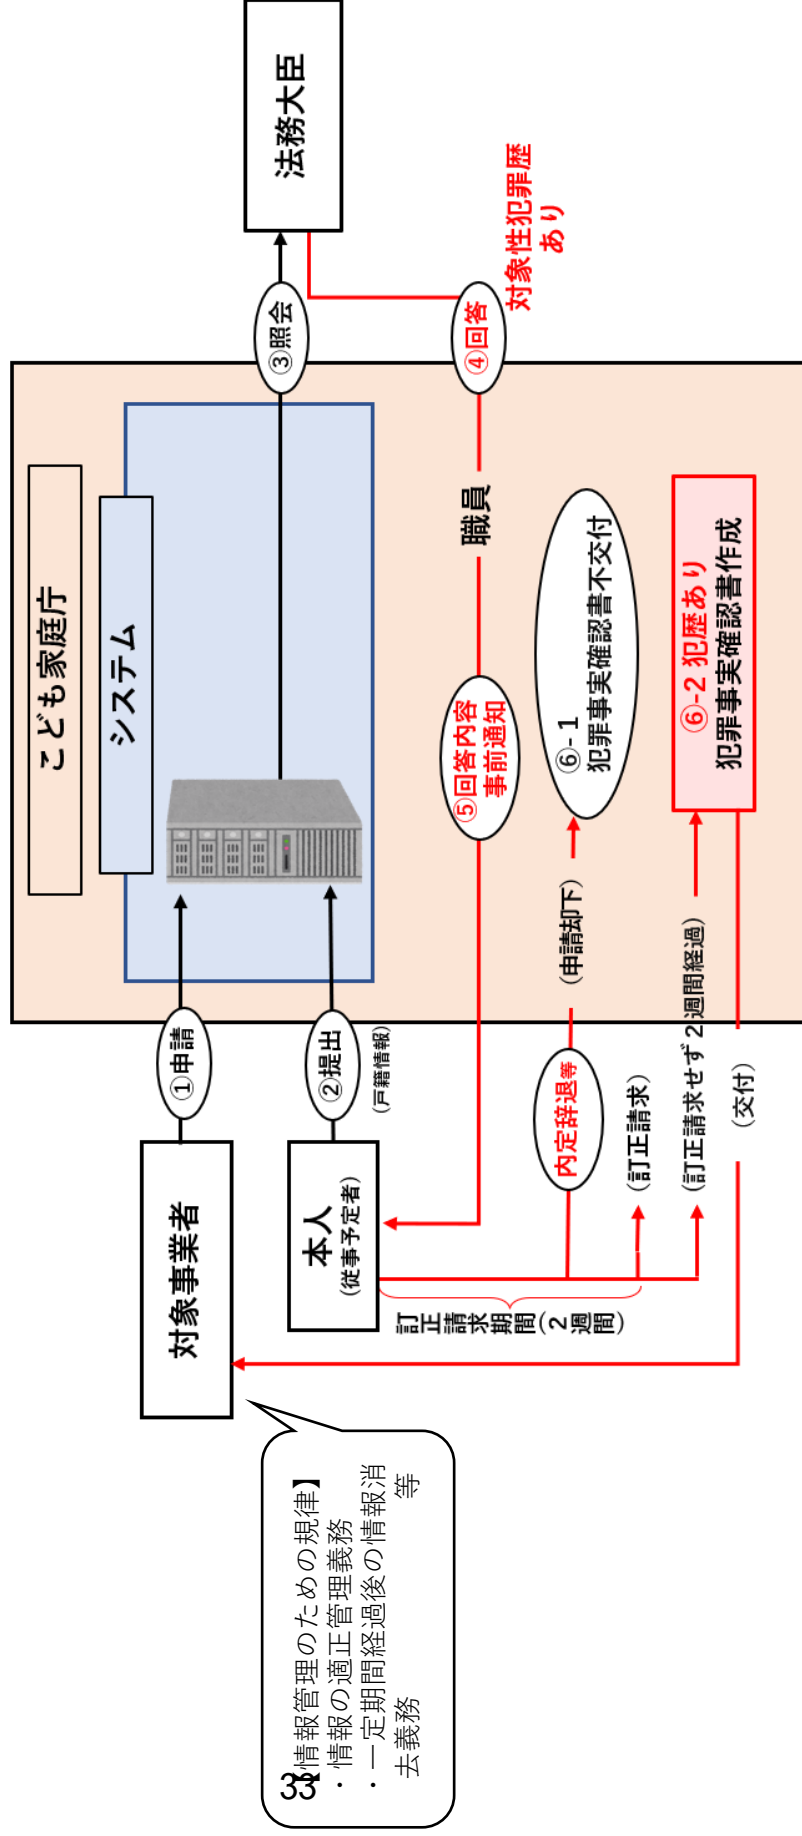 こども家庭庁
システム
法務大臣
対象事業者
①申請
③照会
本人
(従事予定者)
②提出
(戸籍情報)
④回答
対象性犯罪歴
あり
職員
⑤回答内容
事前通知
訂正請求期間(2週間)
内定辞退等
(申請却下)
⑥-1
犯罪事実確認書不交付
(訂正請求)
(訂正請求せず2週間経過)
⑥-2 犯歴あり
犯罪事実確認書作成
(交付)
【情報管理のための規律】
・情報の適正管理義務
・一定期間経過後の情報消
去義務 等
33